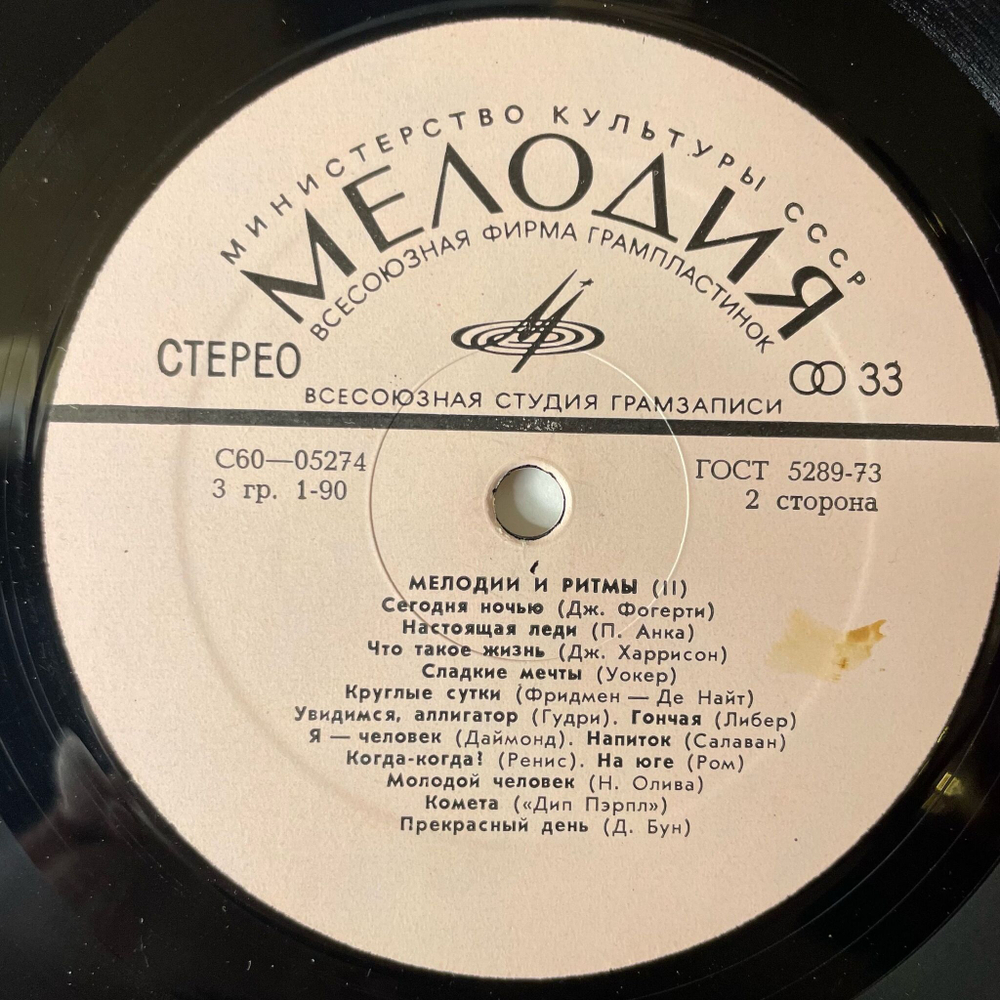 МИНИСТЕРСТВО КУЛЬТУРЫ СССР
МЕЛОДИЯ
ВСЕСОЮЗНАЯ ФИРМА ГРАМПЛАСТИНОК
СТЕРЕО
33
ВСЕСОЮЗНАЯ СТУДИЯ ГРАМЗАПИСИ
С60—05274
3 гр. 1-90
ГОСТ 5289-73
2 сторона
МЕЛОДИИ И РИТМЫ (II)
Сегодня ночью (Дж. Фогерти)
Настоящая леди (П. Анка)
Что такое жизнь (Дж. Харрисон)
Сладкие мечты (Уокер)
Круглые сутки (Фридмен — Де Найт)
Увидимся, аллигатор (Гудри). Гончая (Либер)
Я — человек (Даймонд). Напиток (Салаван)
Когда-когда? (Ренис). На юге (Ром)
Молодой человек (Н. Олива)
Комета («Дип Пэрпл»)
Прекрасный день (Д. Бун)